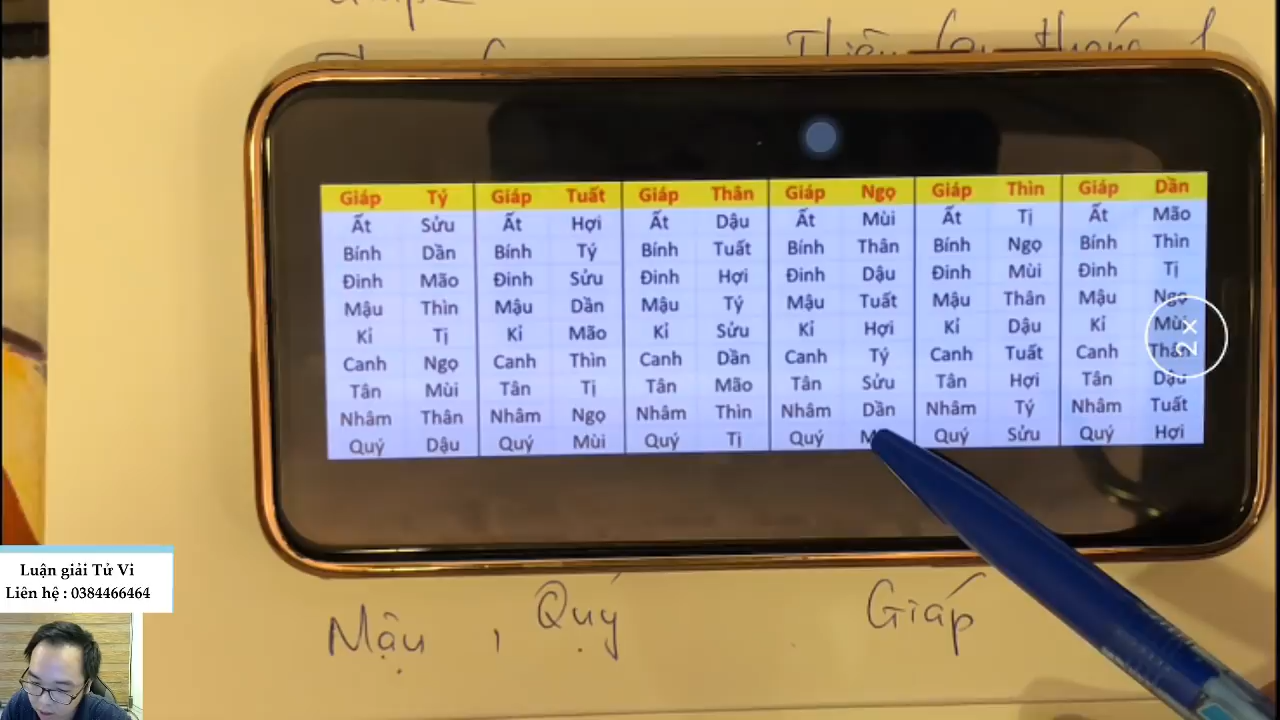 Giáp Tý Giáp Tuất Giáp Thân Giáp Ngọ Giáp Thìn Giáp Dần
Ất Sửu Ất Hợi Ất Dậu Ất Mùi Ất Tị Ất Mão
Bính Dần Bính Tý Bính Tuất Bính Thân Bính Ngọ Bính Thìn
Đinh Mão Đinh Sửu Đinh Hợi Đinh Dậu Đinh Mùi Đinh Tị
Mậu Thìn Mậu Dần Mậu Tý Mậu Tuất Mậu Thân Mậu Ngọ
Kỉ Tị Kỉ Mão Kỉ Sửu Kỉ Hợi Kỉ Dậu Kỉ Mùi
Canh Ngọ Canh Thìn Canh Dần Canh Tý Canh Tuất Canh Thân
Tân Mùi Tân Tị Tân Mão Tân Sửu Tân Hợi Tân Dậu
Nhâm Thân Nhâm Ngọ Nhâm Thìn Nhâm Dần Nhâm Tý Nhâm Tuất
Quý Dậu Quý Mùi Quý Tị Quý Quý Sửu Quý Hợi
2 ×
Mậu , Quý Giáp
Luận giải Tử Vi
Liên hệ : 0384466464